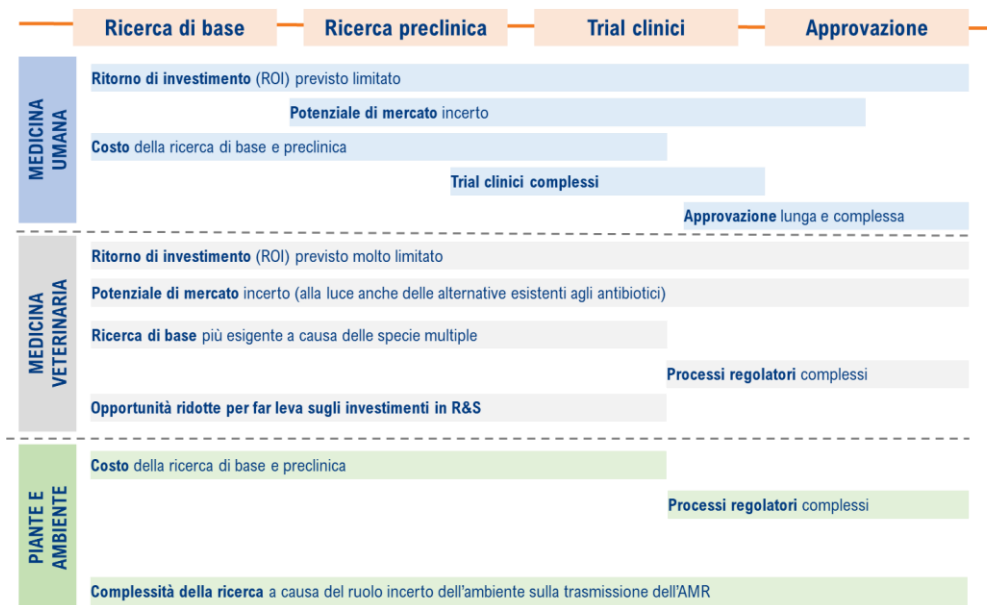 Ricerca di base
Ricerca preclinica
Trial clinici
Approvazione
MEDICINA
UMANA
Ritorno di investimento (ROI) previsto limitato
Potenziale di mercato incerto
Costo della ricerca di base e preclinica
Trial clinici complessi
Approvazione lunga e complessa
MEDICINA
VETERINARIA
Ritorno di investimento (ROI) previsto molto limitato
Potenziale di mercato incerto (alla luce anche delle alternative esistenti agli antibiotici)
Ricerca di base più esigente a causa delle specie multiple
Processi regolatori complessi
Opportunità ridotte per far leva sugli investimenti in R&S
PIANTE E
AMBIENTE
Costo della ricerca di base e preclinica
Processi regolatori complessi
Complessità della ricerca a causa del ruolo incerto dell'ambiente sulla trasmissione dell'AMR